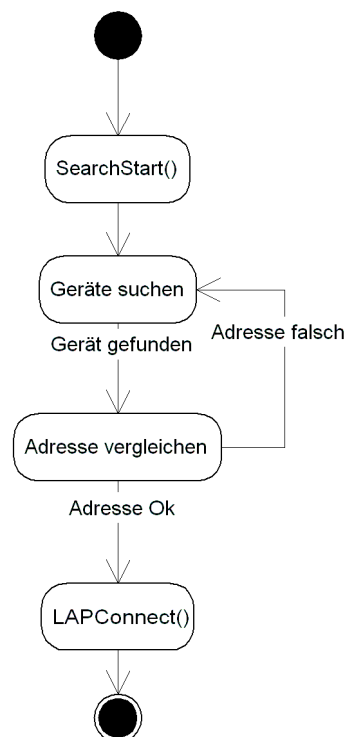 SearchStart()
Geräte suchen
Gerät gefunden
Adresse falsch
Adresse vergleichen
Adresse Ok
LAPConnect()